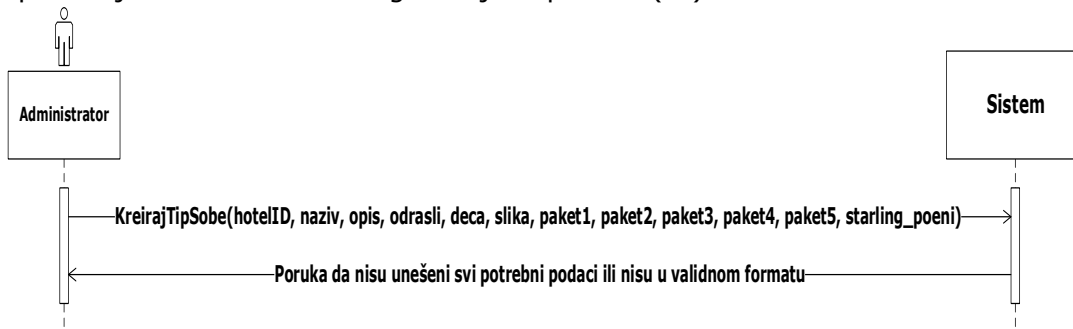 Administrator
Sistem
KreirajTipSobe(hotelID, naziv, opis, odrasli, deca, slika, paket1, paket2, paket3, paket4, paket5, starling_poeni)
Poruka da nisu unešeni svi potrebni podaci ili nisu u validnom formatu